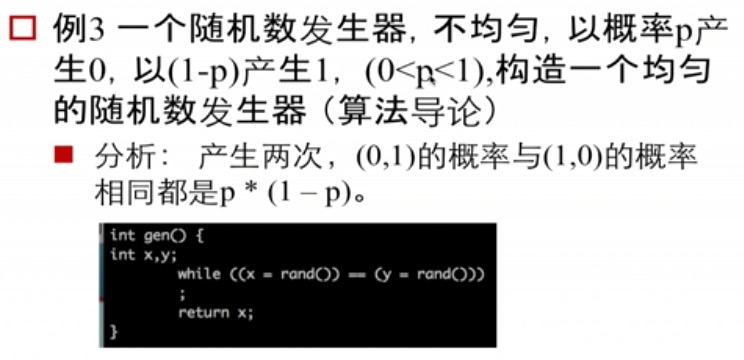 例3 一个随机数发生器，不均匀，以概率p产
生0，以(1-p)产生1，(0<p<1),构造一个均匀
的随机数发生器（算法导论）
分析： 产生两次，(0,1)的概率与(1,0)的概率
相同都是p * (1 – p)。
int gen() {
int x,y;
while ((x = rand()) == (y = rand()))
;
return x;
}